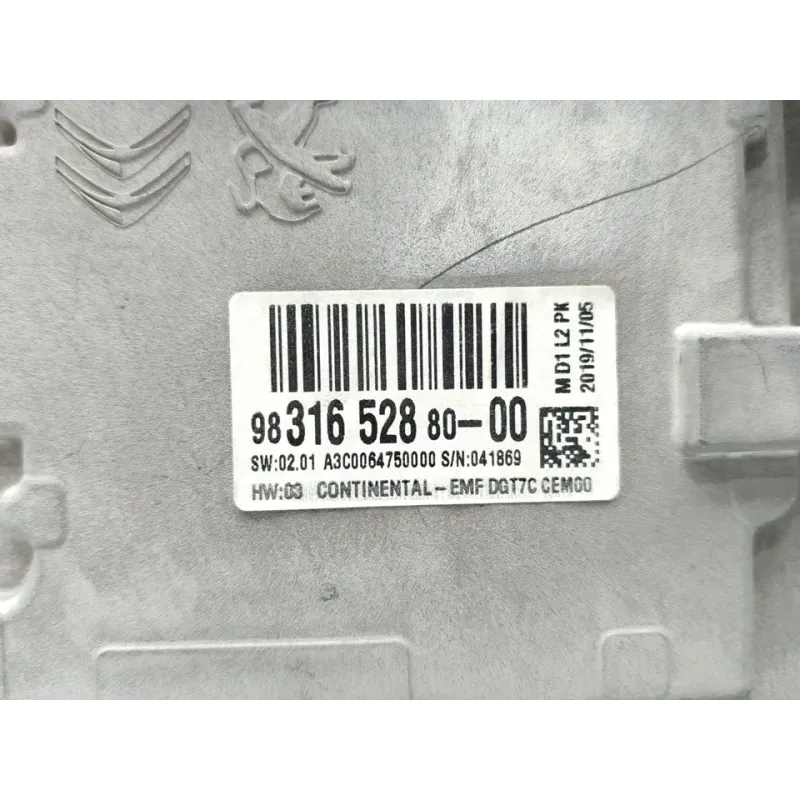 98 316 528 80-00
SW:02.01 A3C0064750000 S/N:041869
HW:03 CONTINENTAL-EMF DGT7C CEM00
M D1 L2 PK
2019/11/05